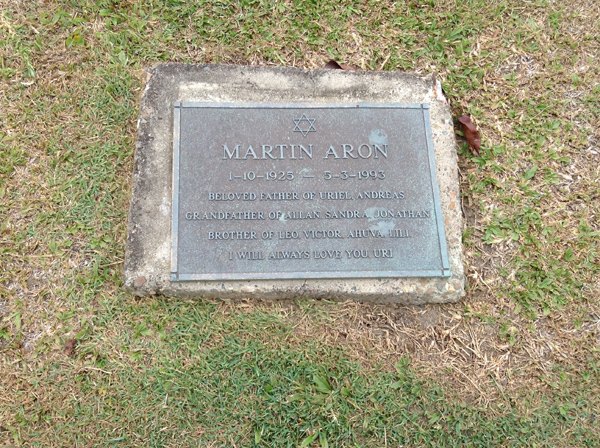 MARTIN ARON
1-10-1925 — 5-3-1993
BELOVED FATHER OF URIEL, ANDREAS
GRANDFATHER OF ALLAN, SANDRA, JONATHAN
BROTHER OF LEO, VICTOR, AHUVA, LILI
I WILL ALWAYS LOVE YOU, URI